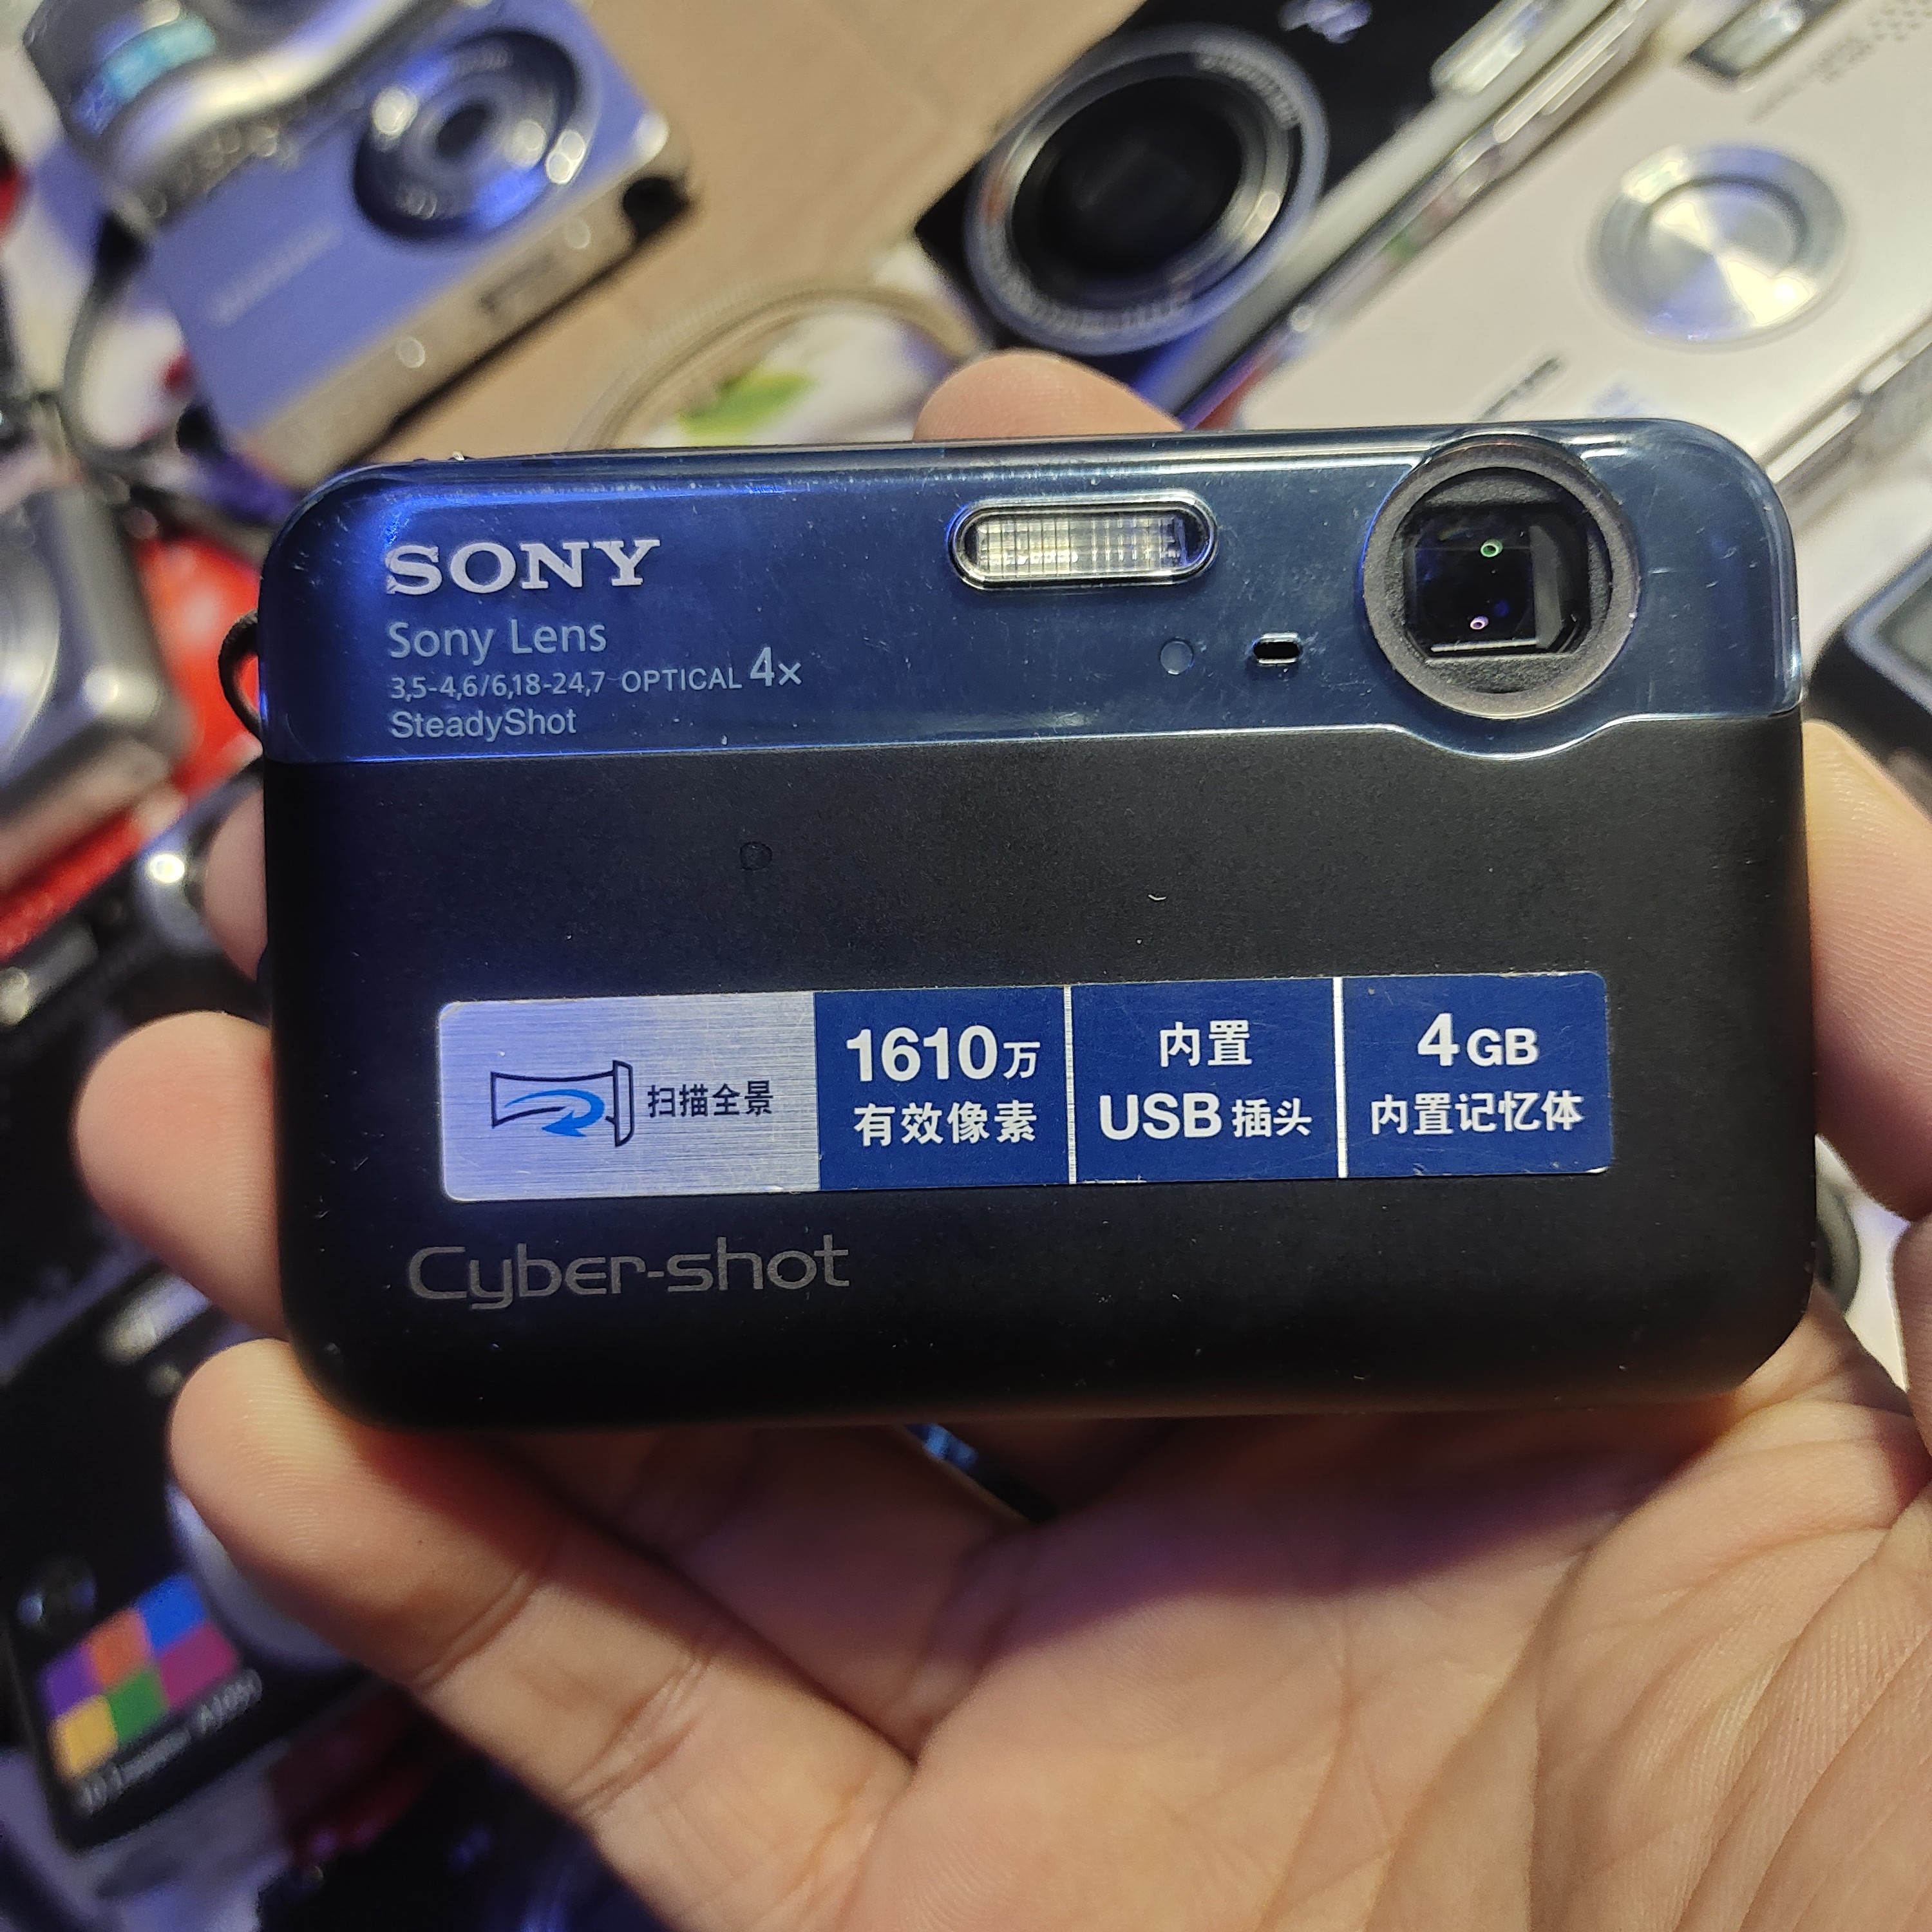 SONY
Sony Lens
3,5-4,6/6,18-24,7 OPTICAL 4x
SteadyShot
扫描全景
1610万
有效像素
内置
USB 插头
4GB
内置记忆体
Cyber-shot